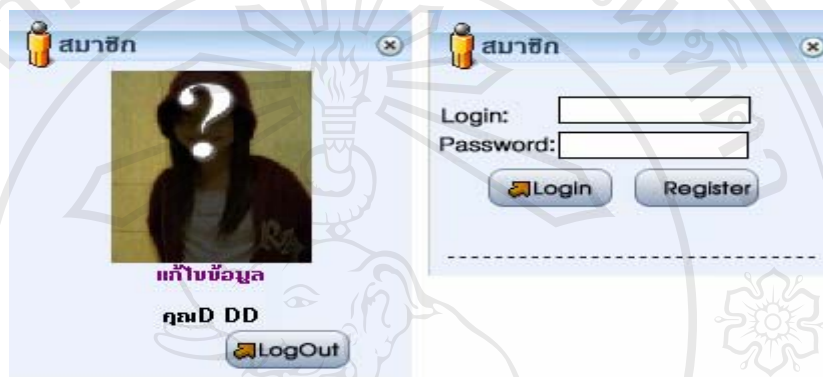 สมาชิก
?
แก้ไขข้อมูล
คุณD DD
LogOut
สมาชิก
Login:
Password:
Login Register